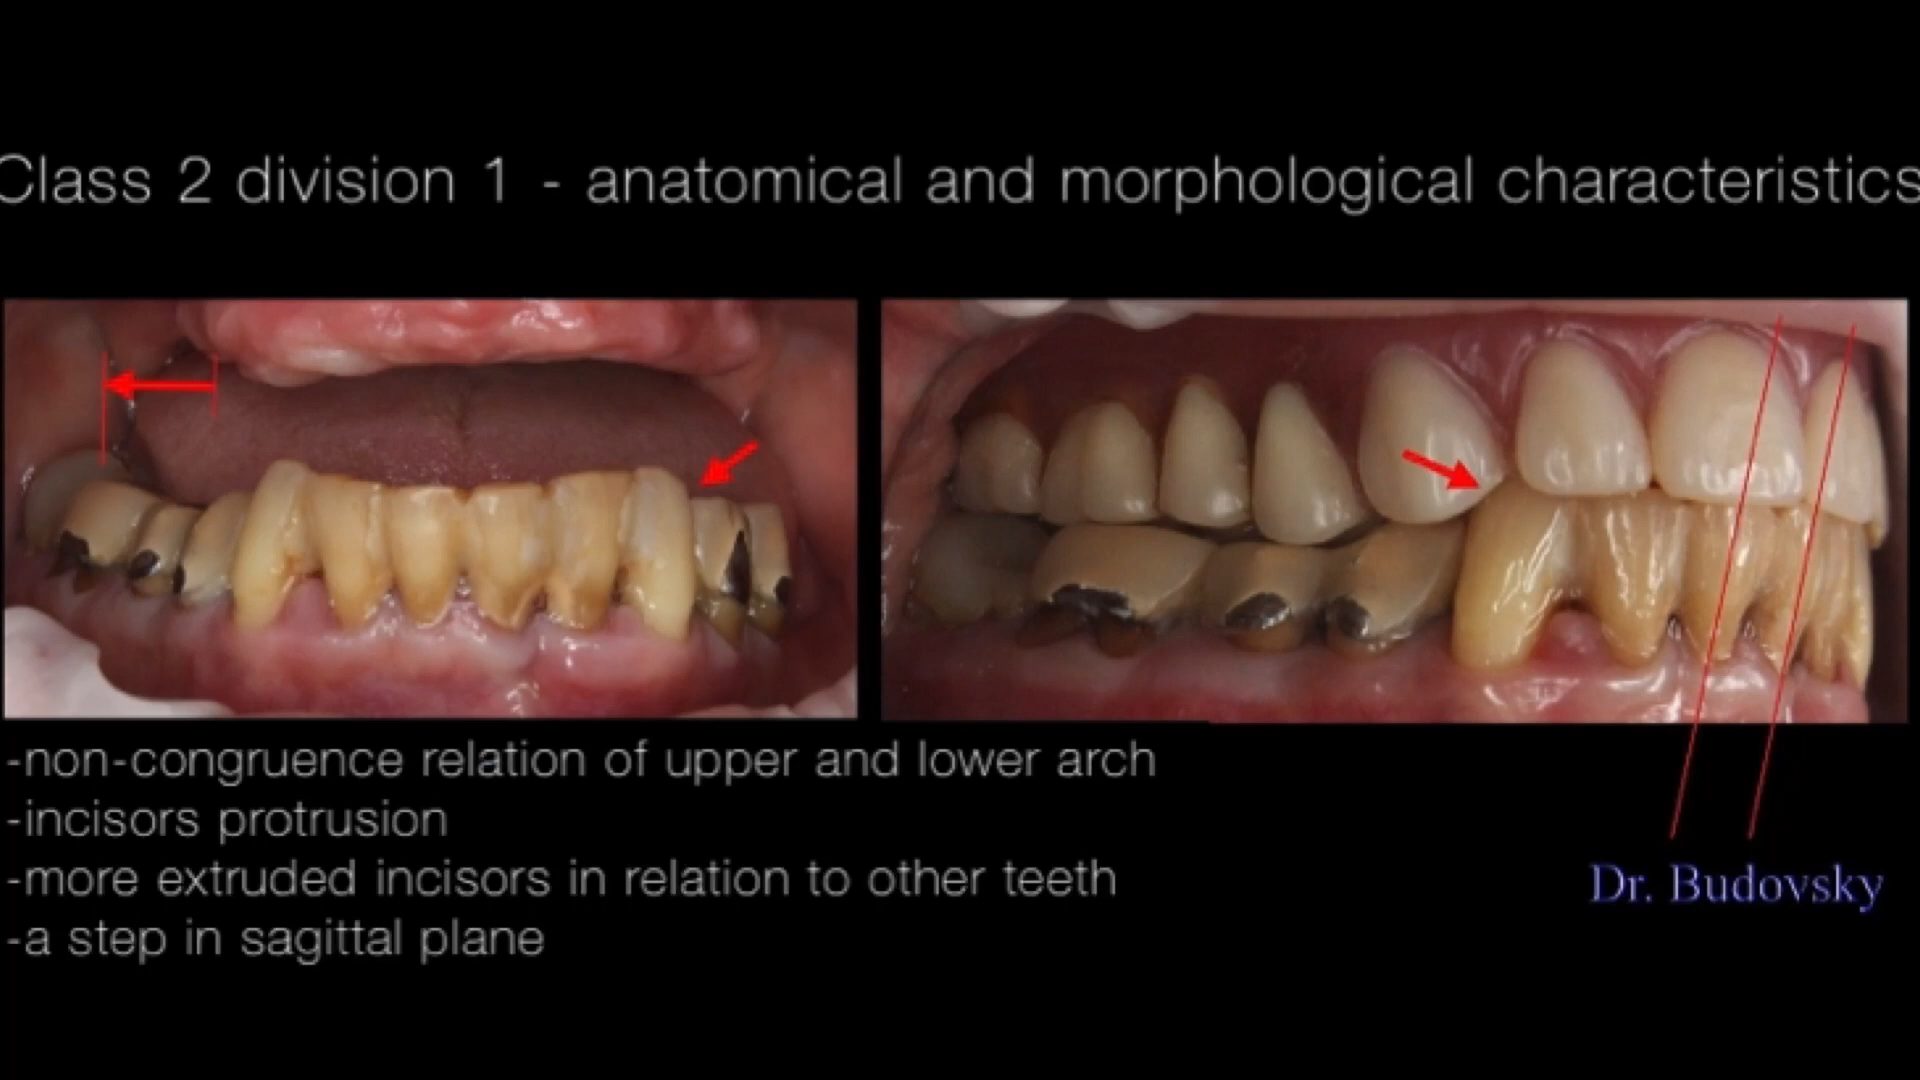 Class 2 division 1 - anatomical and morphological characteristics
-non-congruence relation of upper and lower arch
-incisors protrusion
-more extruded incisors in relation to other teeth
-a step in sagittal plane
Dr. Budovsky